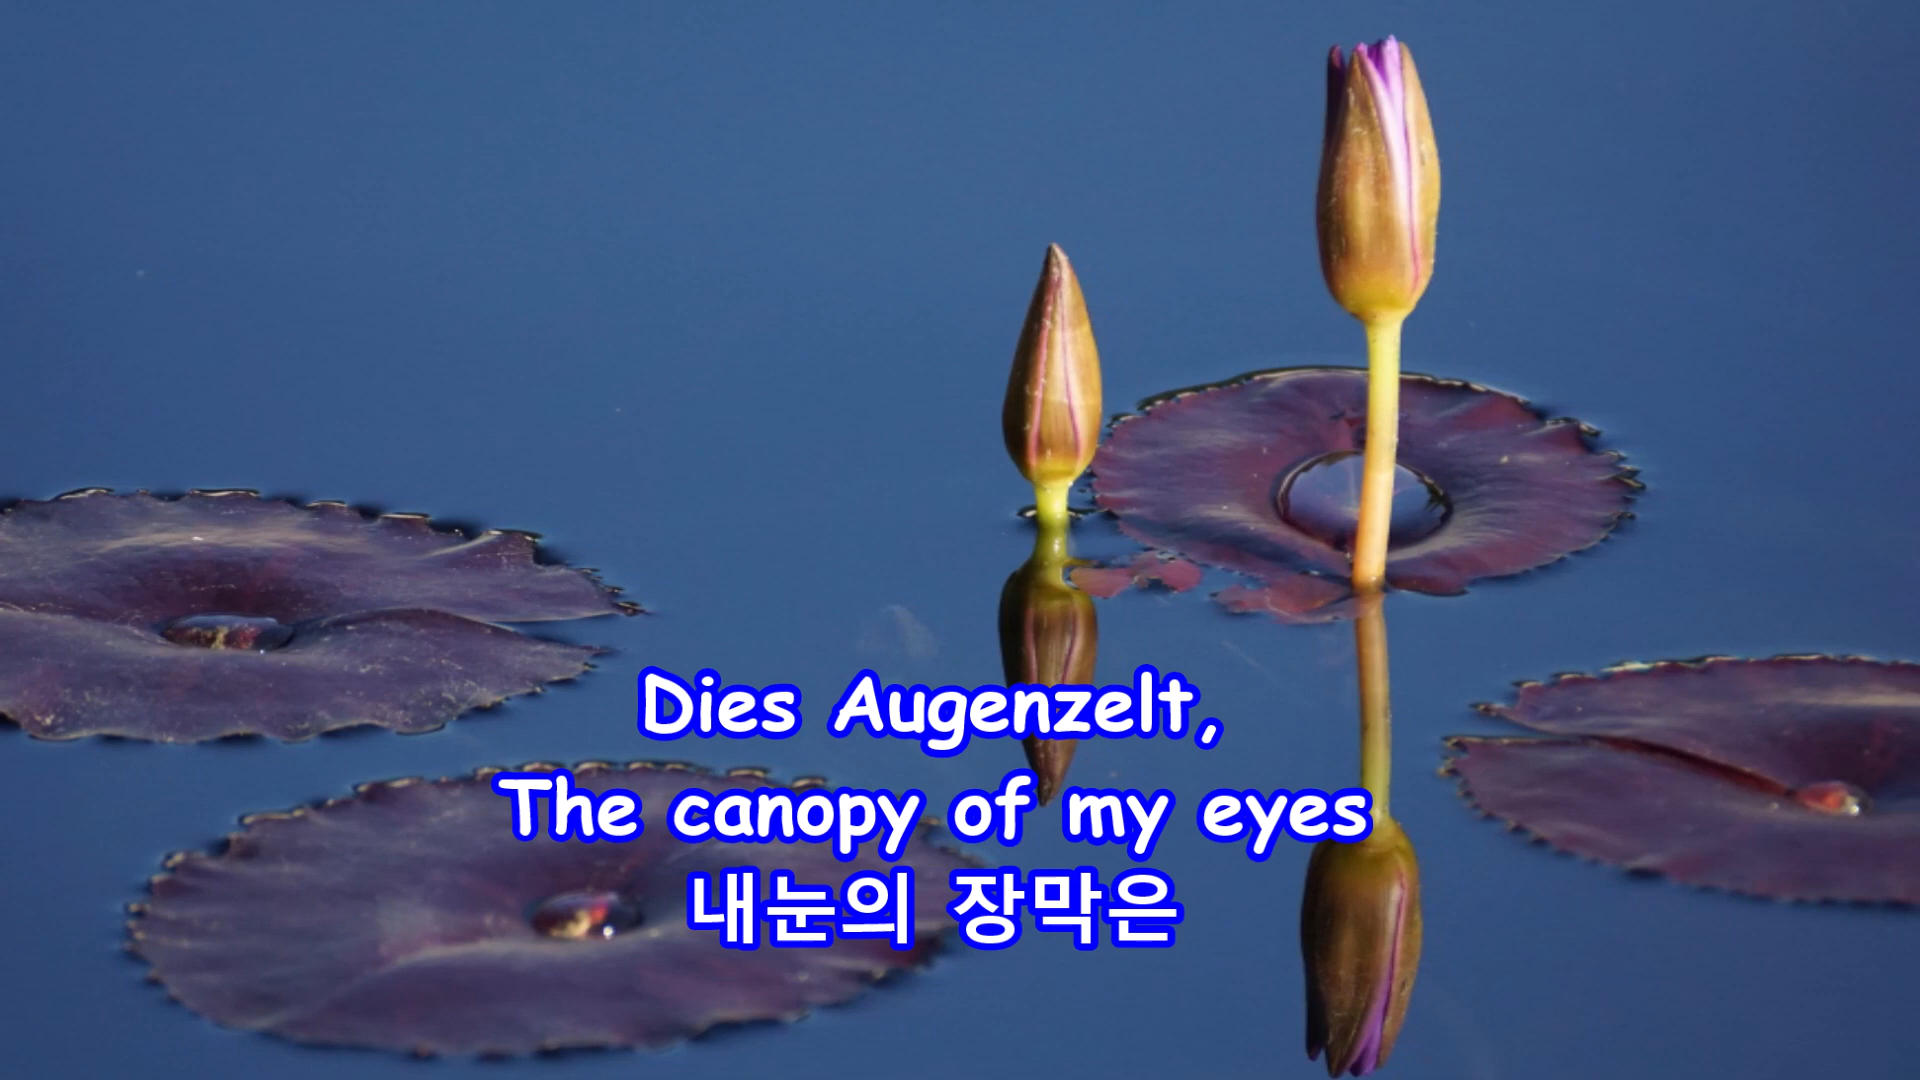 Dies Augenzelt,
The canopy of my eyes
내눈의 장막은